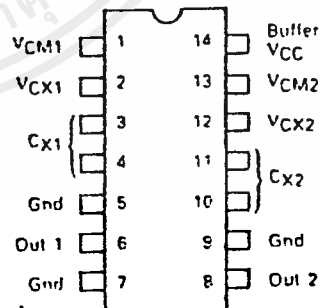 VCM1 1 14 Buffer VCC
VCX1 2 13 VCM2
CX1 3 12 VCX2
4 11 CX2
Gnd 5 10
Out 1 6 9 Gnd
Gnd 7 8 Out 2